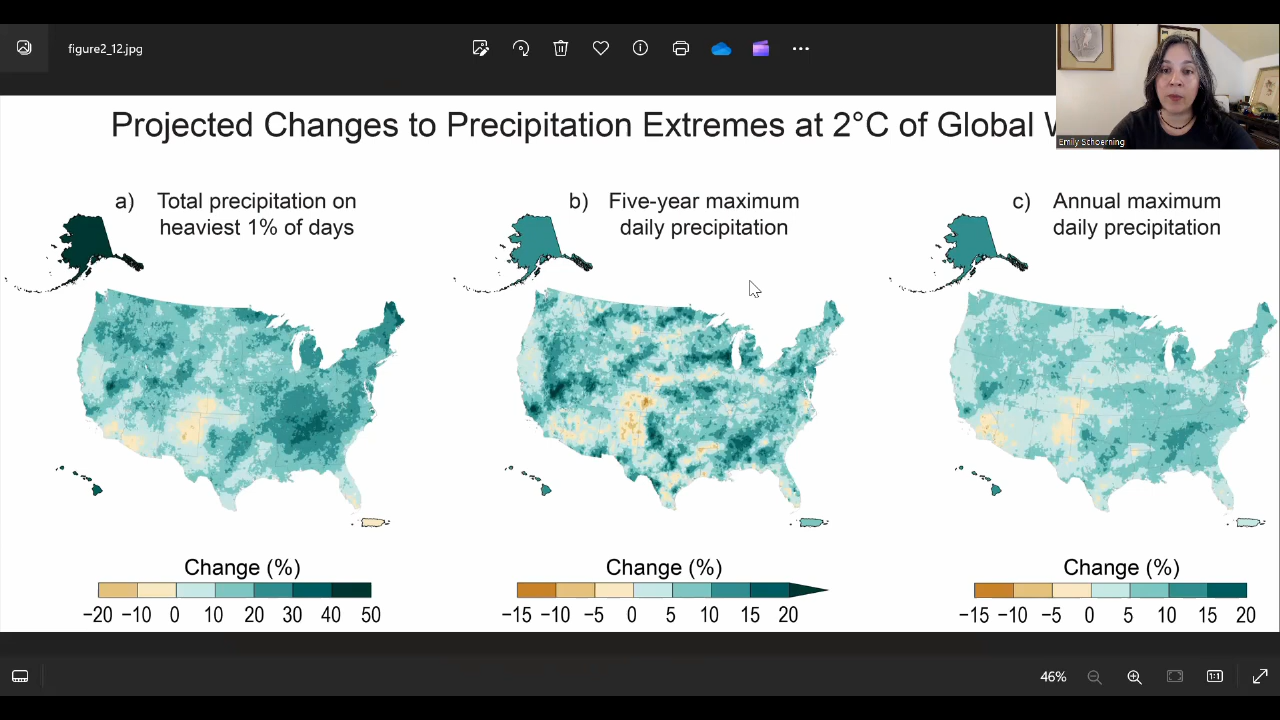 figure2_12.jpg
Projected Changes to Precipitation Extremes at 2°C of Global
Emily Schoerning
a) Total precipitation on
heaviest 1% of days
b) Five-year maximum
daily precipitation
c) Annual maximum
daily precipitation
Change (%)
−20 −10 0 10 20 30 40 50
Change (%)
−15 −10 −5 0 5 10 15 20
Change (%)
−15 −10 −5 0 5 10 15 20
46%
1:1